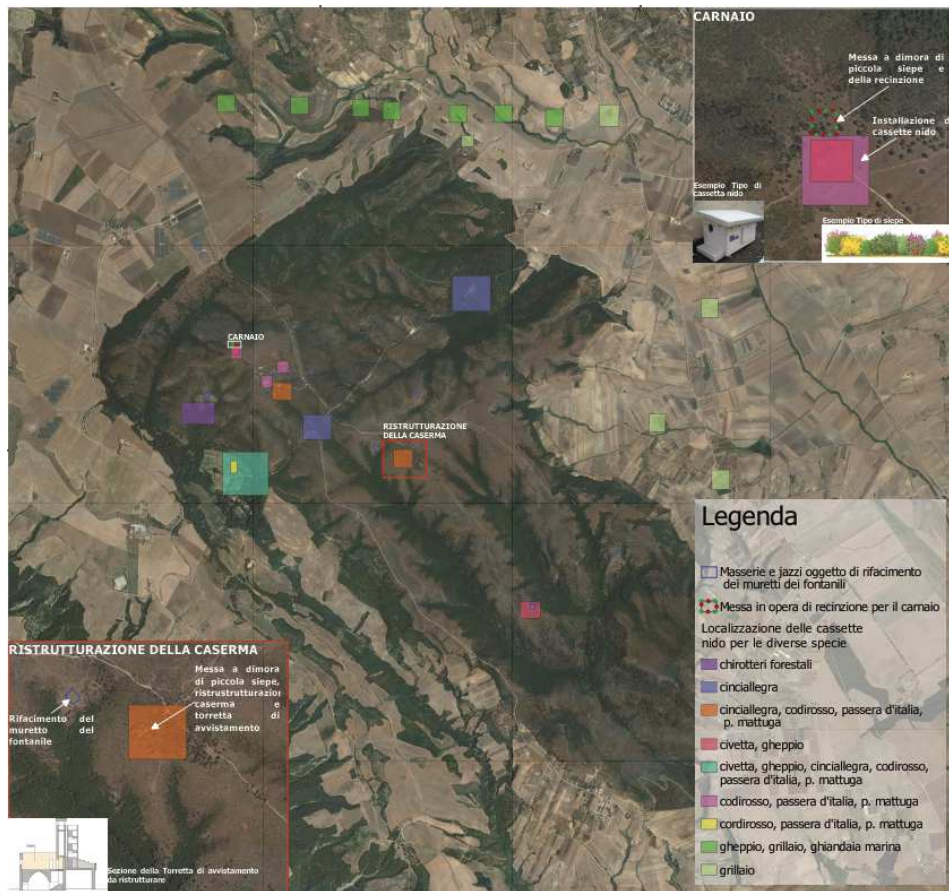 CARNAIO
Messa a dimora di
piccola siepe e
della recinzione
Installazione d
cassette nido
Esempio Tipo di
cassetta nido
Esempio Tipo di siepe
CARNAIO
RISTRUTTURAZIONE
DELLA CASERMA
Legenda
Masserie e jazzi oggetto di rifacimento
dei muretti dei fontanili
Messa in opera di recinzione per il carnaio
Localizzazione delle cassette
nido per le diverse specie
chirotteri forestali
cinciallegra
cinciallegra, codirosso, passera d'italia,
p. mattuga
civetta, gheppio
civetta, gheppio, cinciallegra, codirosso,
passera d'italia, p. mattuga
codirosso, passera d'italia, p. mattuga
cordirosso, passera d'italia, p. mattuga
gheppio, grillaio, ghiandaia marina
grillaio
RISTRUTTURAZIONE DELLA CASERMA
Messa a dimora
di piccola siepe,
ristrustrutturazion
caserma e
torretta di
avvistamento
Rifacimento del
muretto del
fontanile
Sezione della Torretta di avvistamento
da ristrutturare